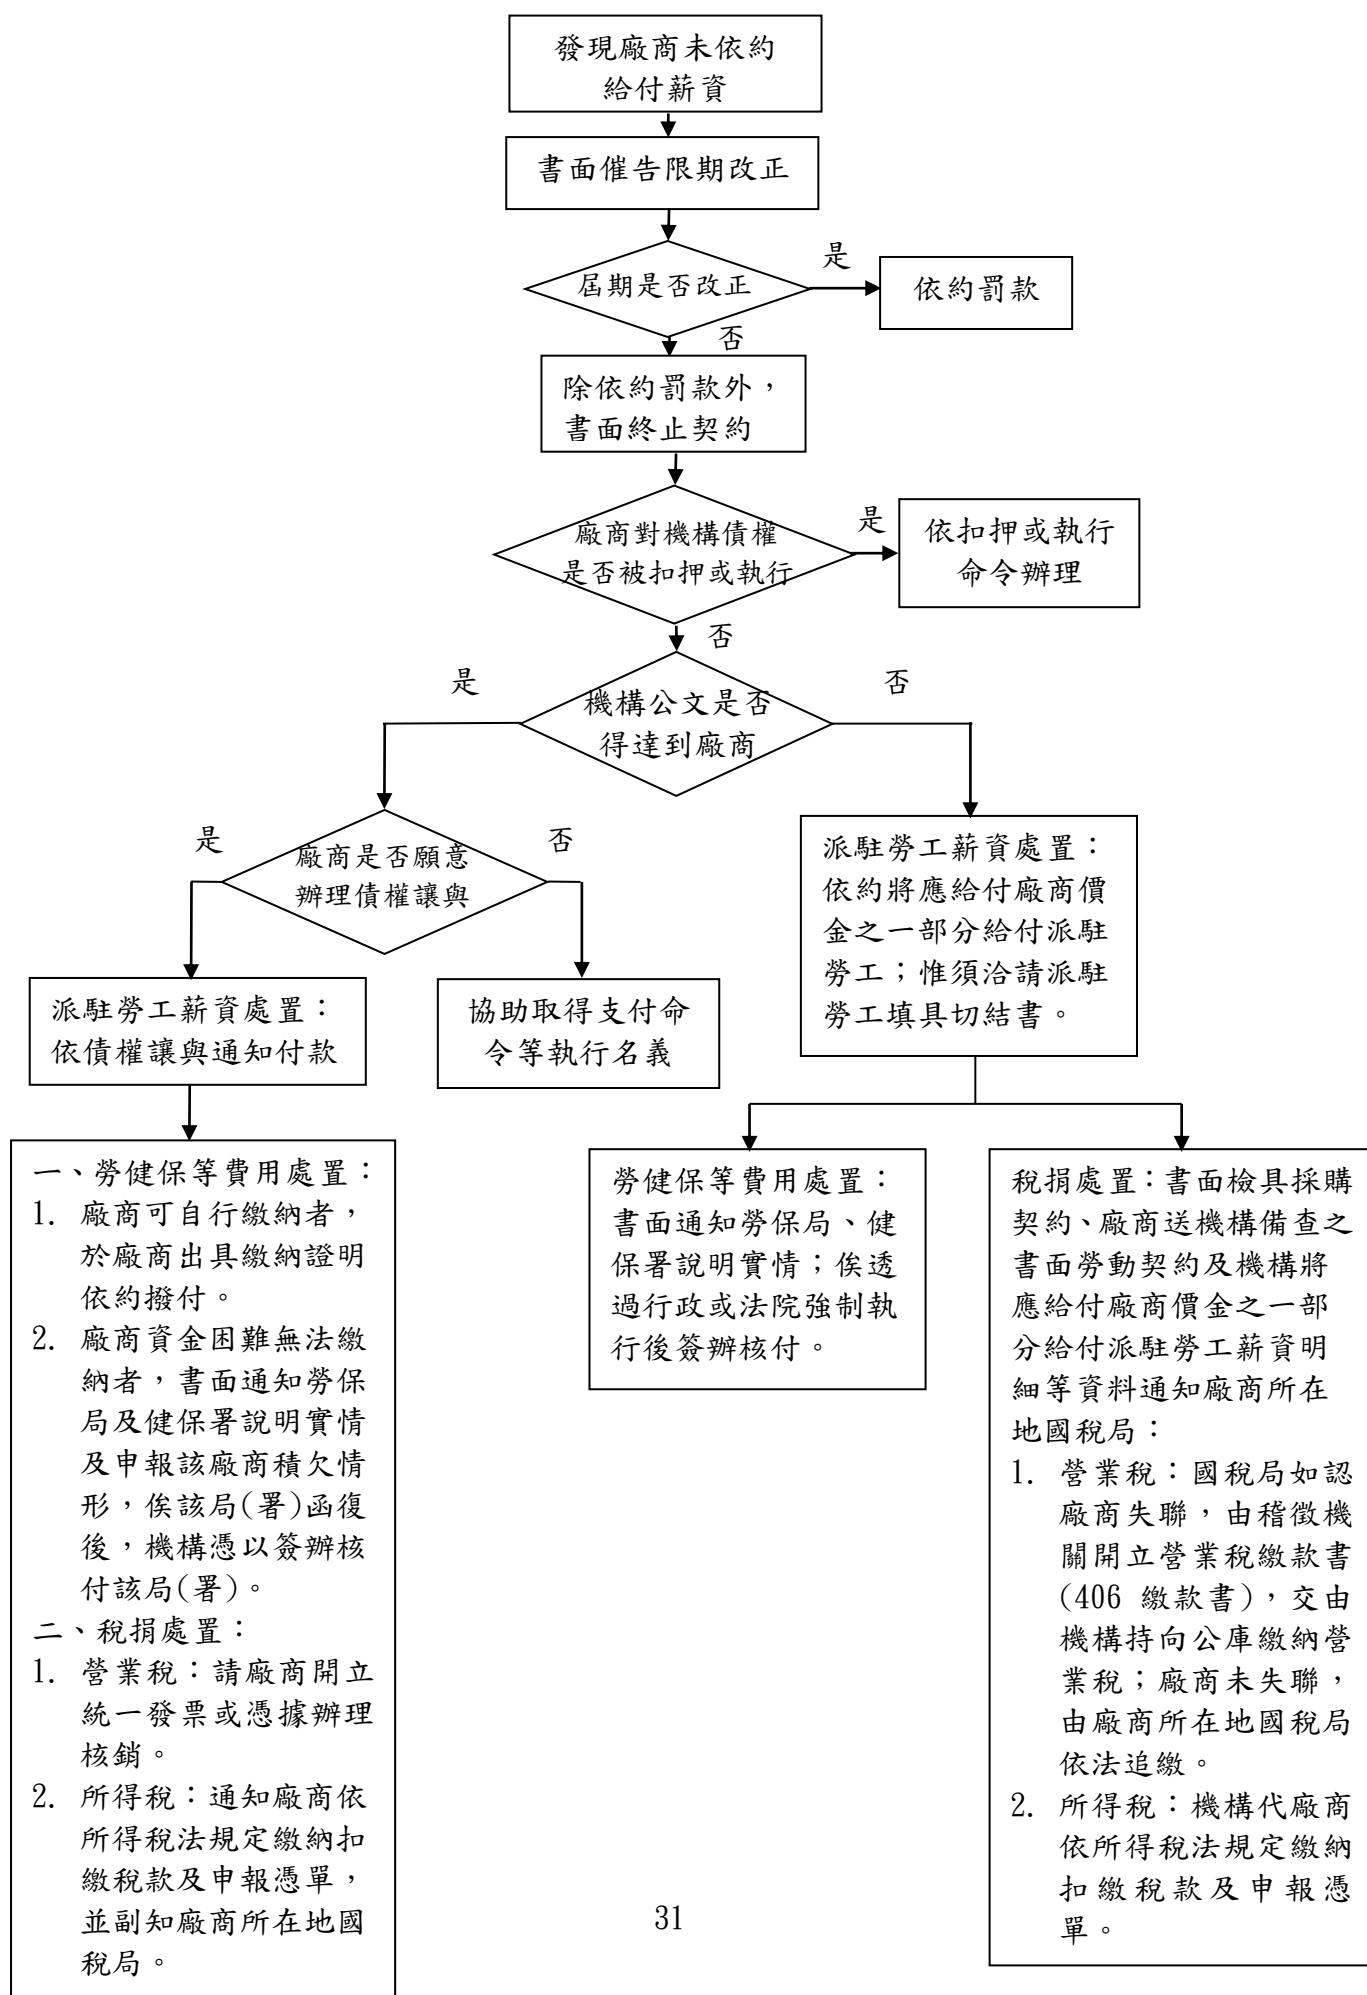 發現廠商未依約
給付薪資
書面催告限期改正
屆期是否改正
是
依約罰款
否
除依約罰款外，
書面終止契約
廠商對機構債權
是否被扣押或執行
是
依扣押或執行
命令辦理
否
機構公文是否
得達到廠商
是
否
廠商是否願意
辦理債權讓與
是
否
派駐勞工薪資處置：
依債權讓與通知付款
協助取得支付命
令等執行名義
派駐勞工薪資處置：
依約將應給付廠商價
金之一部分給付派駐
勞工；惟須洽請派駐
勞工填具切結書。
一、勞健保等費用處置：
1. 廠商可自行繳納者，
於廠商出具繳納證明
依約撥付。
2. 廠商資金困難無法繳
納者，書面通知勞保
局及健保署說明實情
及申報該廠商積欠情
形，俟該局(署)函復
後，機構憑以簽辦核
付該局(署)。
二、稅捐處置：
1. 營業稅：請廠商開立
統一發票或憑據辦理
核銷。
2. 所得稅：通知廠商依
所得稅法規定繳納扣
繳稅款及申報憑單，
並副知廠商所在地國
稅局。
勞健保等費用處置：
書面通知勞保局、健
保署說明實情；俟透
過行政或法院強制執
行後簽辦核付。
稅捐處置：書面檢具採購
契約、廠商送機構備查之
書面勞動契約及機構將
應給付廠商價金之一部
分給付派駐勞工薪資明
細等資料通知廠商所在
地國稅局：
1. 營業稅：國稅局如認
廠商失聯，由稽徵機
關開立營業稅繳款書
(406 繳款書)，交由
機構持向公庫繳納營
業稅；廠商未失聯，
由廠商所在地國稅局
依法追繳。
2. 所得稅：機構代廠商
依所得稅法規定繳納
扣繳稅款及申報憑
單。
31